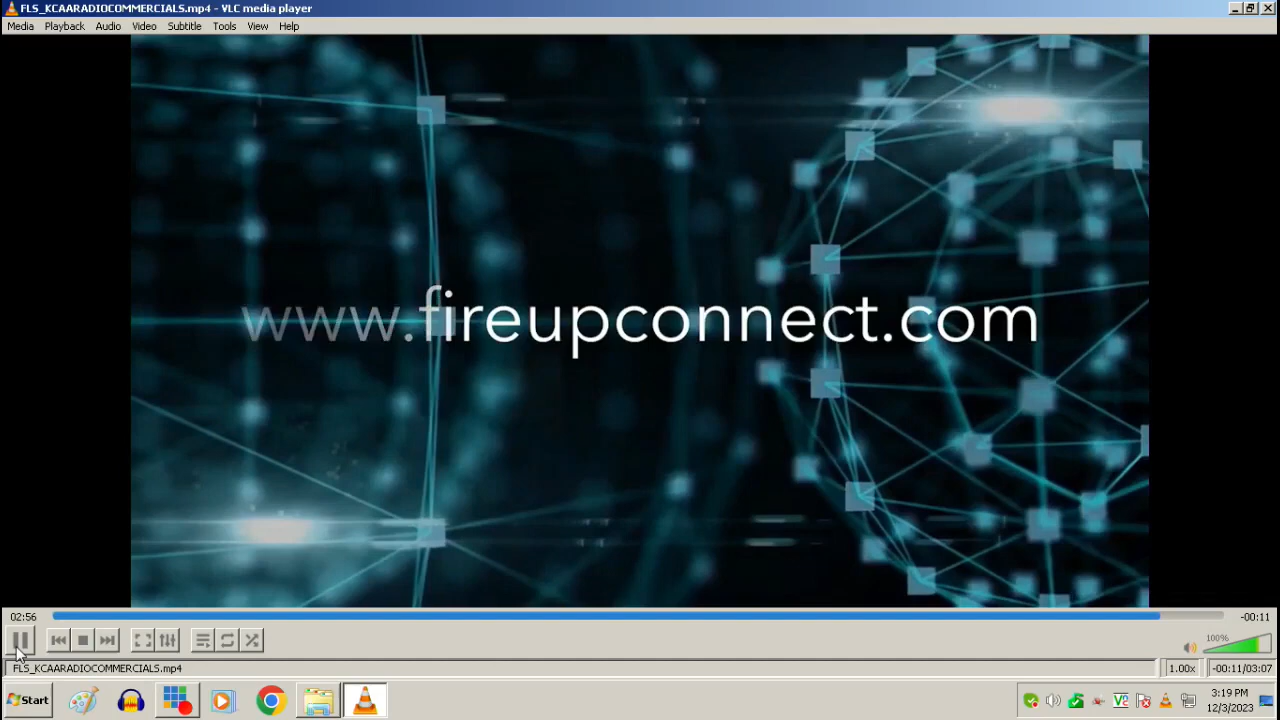 FLS_KCAARADIOCOMMERCIALS.mp4 - VLC media player
Media Playback Audio Video Subtitle Tools View Help
www.fireupconnect.com
02:56
-00:11
100%
FLS_KCAARADIOCOMMERCIALS.mp4
1.00x
-00:11/03:07
Start
V2
3:19 PM
12/3/2023